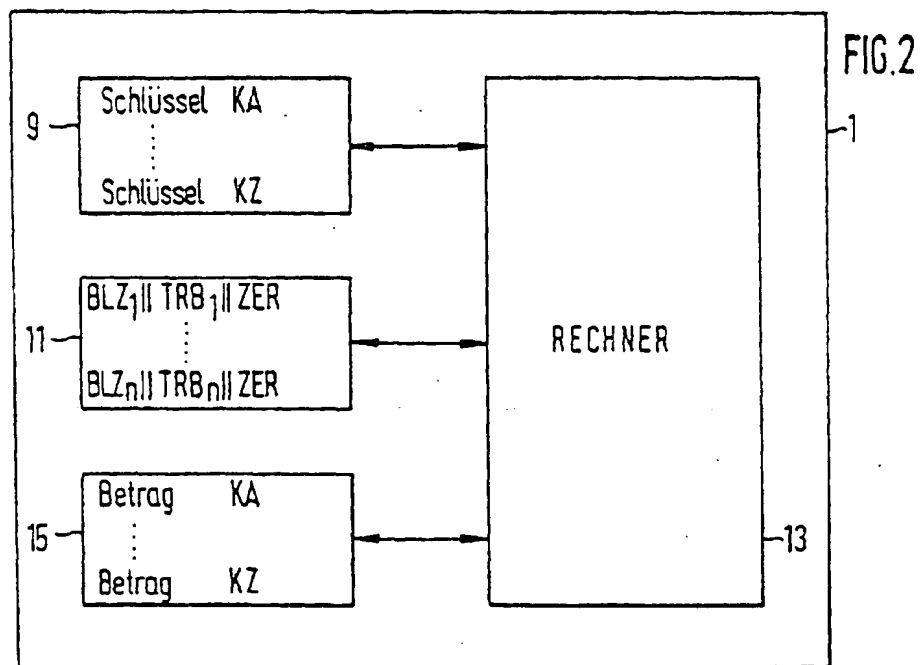 FIG.2
1
9
Schlüssel KA
Schlüssel KZ
11
BLZ1|| TRB1|| ZER
BLZn|| TRBn|| ZER
RECHNER
15
Betrag KA
Betrag KZ
13